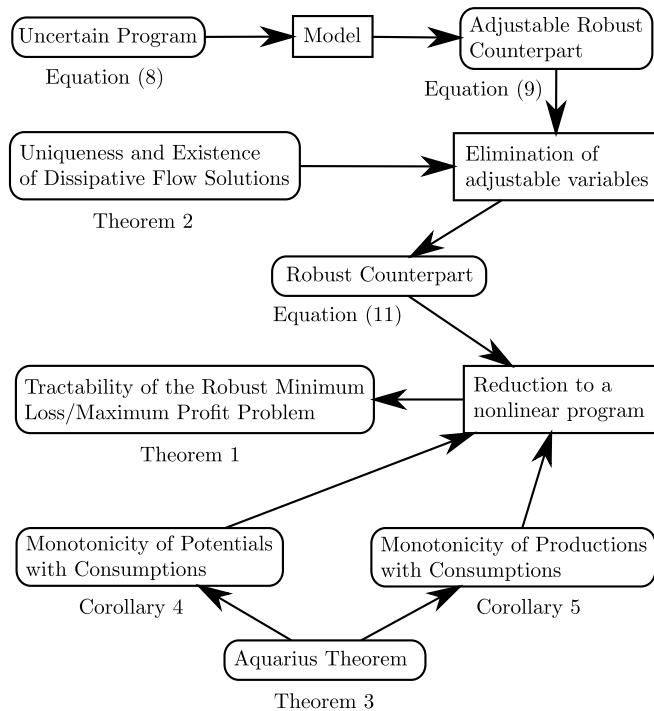 Uncertain Program
Model
Adjustable Robust
Counterpart
Equation (8)
Equation (9)
Uniqueness and Existence
of Dissipative Flow Solutions
Elimination of
adjustable variables
Theorem 2
Robust Counterpart
Equation (11)
Tractability of the Robust Minimum
Loss/Maximum Profit Problem
Reduction to a
nonlinear program
Theorem 1
Monotonicity of Potentials
with Consumptions
Monotonicity of Productions
with Consumptions
Corollary 4
Corollary 5
Aquarius Theorem
Theorem 3